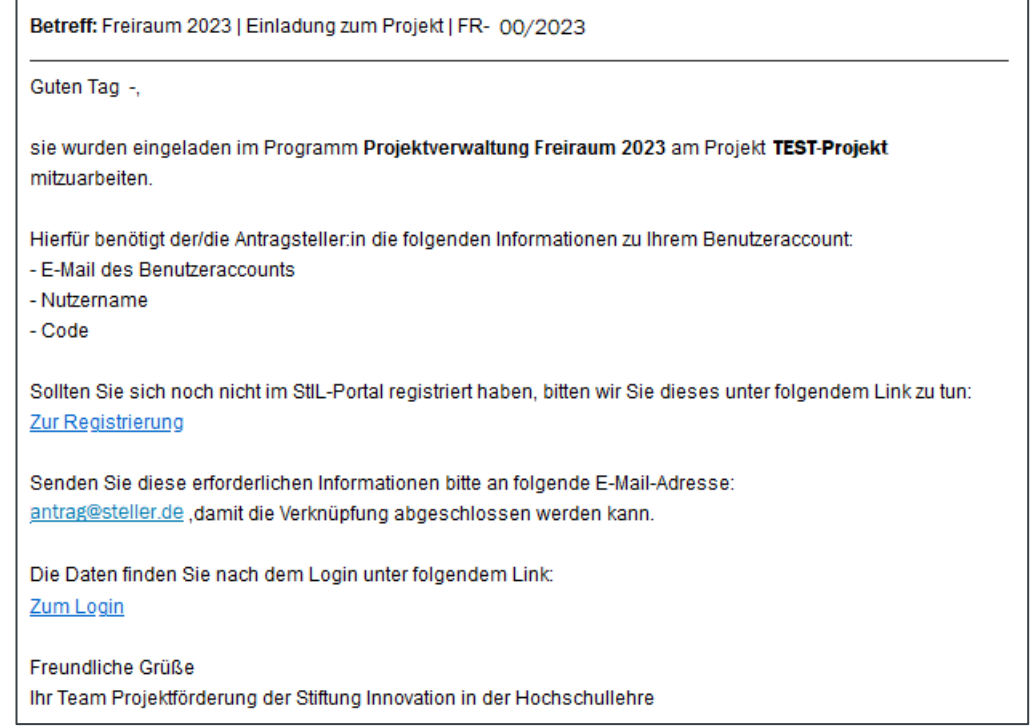 Betreff: Freiraum 2023 | Einladung zum Projekt | FR- 00/2023
Guten Tag -,
sie wurden eingeladen im Programm Projektverwaltung Freiraum 2023 am Projekt TEST-Projekt
mitzuarbeiten.
Hierfür benötigt der/die Antragsteller:in die folgenden Informationen zu Ihrem Benutzeraccount:
- E-Mail des Benutzeraccounts
- Nutzername
- Code
Sollten Sie sich noch nicht im StIL-Portal registriert haben, bitten wir Sie dieses unter folgendem Link zu tun:
Zur Registrierung
Senden Sie diese erforderlichen Informationen bitte an folgende E-Mail-Adresse:
antrag@steller.de ,damit die Verknüpfung abgeschlossen werden kann.
Die Daten finden Sie nach dem Login unter folgendem Link:
Zum Login
Freundliche Grüße
Ihr Team Projektförderung der Stiftung Innovation in der Hochschullehre